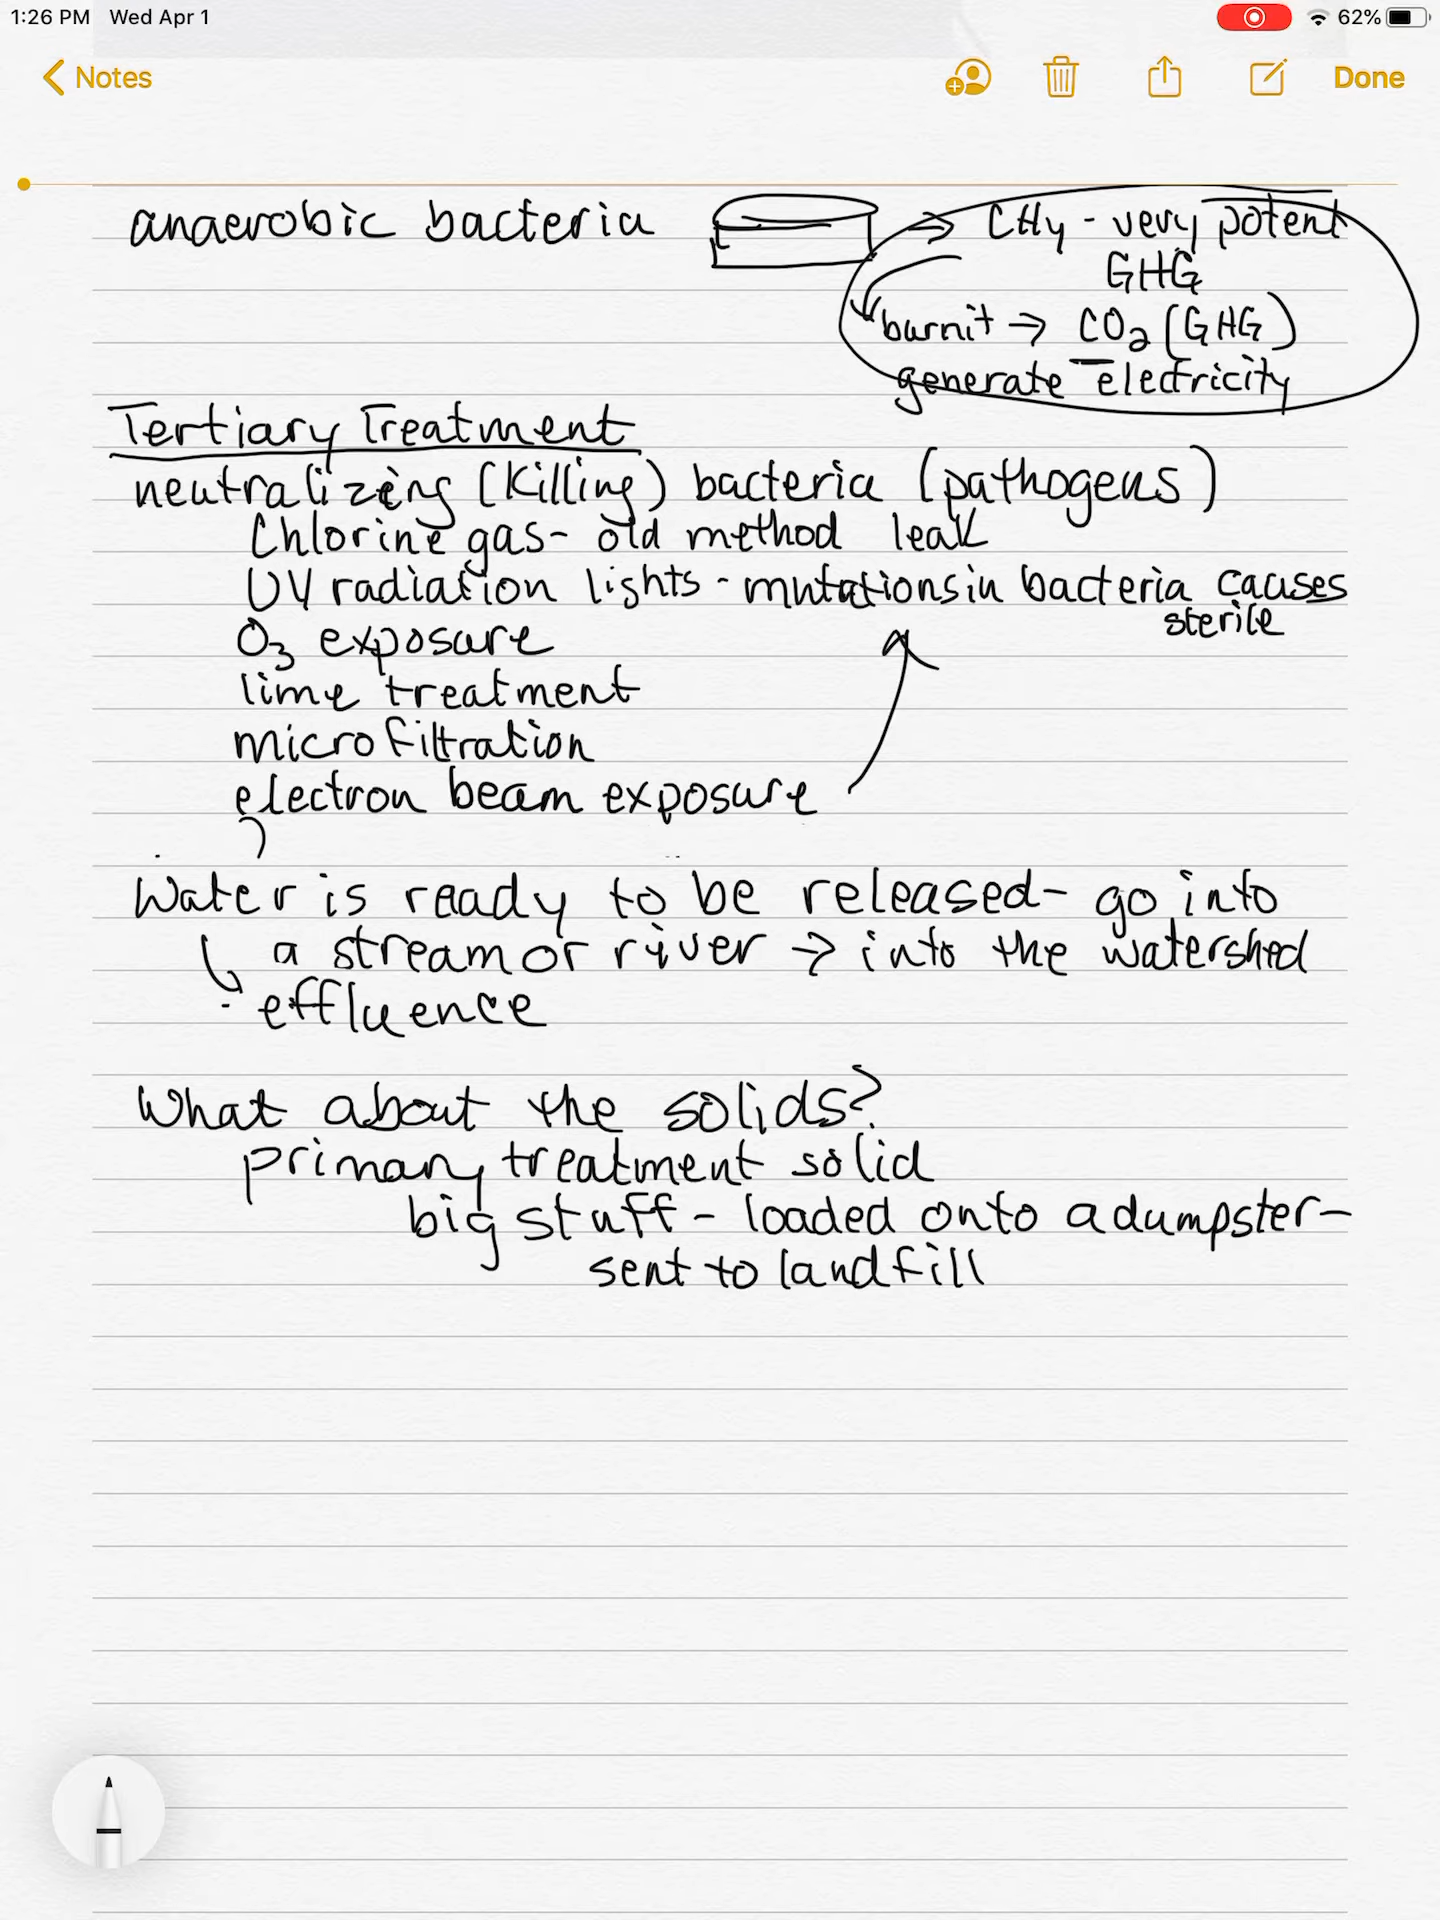 1:26 PM Wed Apr 1 62%
Notes Done
anaerobic bacteria → CH4 - very potent
GHG
burn it → CO2 (GHG)
generate electricity
Tertiary Treatment
neutralizing (killing) bacteria (pathogens)
Chlorine gas - old method leak
UV radiation lights - mutations in bacteria causes
sterile
O3 exposure
lime treatment
microfiltration
electron beam exposure
Water is ready to be released - go into
a stream or river → into the watershed
effluence
What about the solids?
primary treatment solid
big stuff - loaded onto a dumpster -
sent to landfill